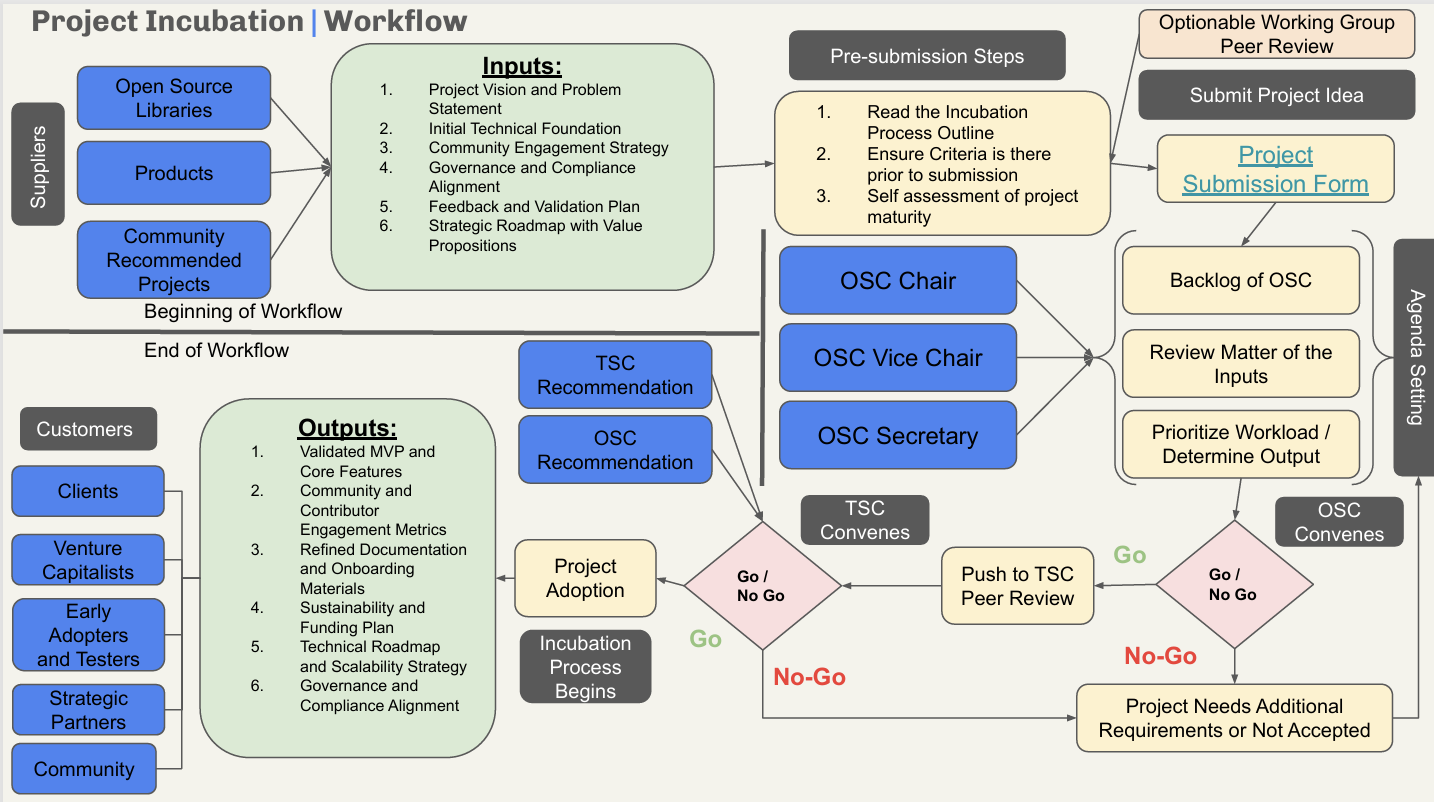 Project Incubation | Workflow
Suppliers
Open Source
Libraries
Products
Community
Recommended
Projects
Inputs:
1. Project Vision and Problem
Statement
2. Initial Technical Foundation
3. Community Engagement Strategy
4. Governance and Compliance
Alignment
5. Feedback and Validation Plan
6. Strategic Roadmap with Value
Propositions
Pre-submission Steps
1. Read the Incubation
Process Outline
2. Ensure Criteria is there
prior to submission
3. Self assessment of project
maturity
Optionable Working Group
Peer Review
Submit Project Idea
Project
Submission Form
Beginning of Workflow
OSC Chair
OSC Vice Chair
OSC Secretary
Backlog of OSC
Review Matter of the
Inputs
Prioritize Workload /
Determine Output
Agenda Setting
OSC
Convenes
Go /
No Go
Go
No-Go
Push to TSC
Peer Review
TSC
Convenes
TSC
Recommendation
OSC
Recommendation
Go /
No Go
Go
No-Go
Project Needs Additional
Requirements or Not Accepted
Project
Adoption
Incubation
Process
Begins
End of Workflow
Outputs:
1. Validated MVP and
Core Features
2. Community and
Contributor
Engagement Metrics
3. Refined Documentation
and Onboarding
Materials
4. Sustainability and
Funding Plan
5. Technical Roadmap
and Scalability Strategy
6. Governance and
Compliance Alignment
Customers
Clients
Venture
Capitalists
Early
Adopters
and Testers
Strategic
Partners
Community